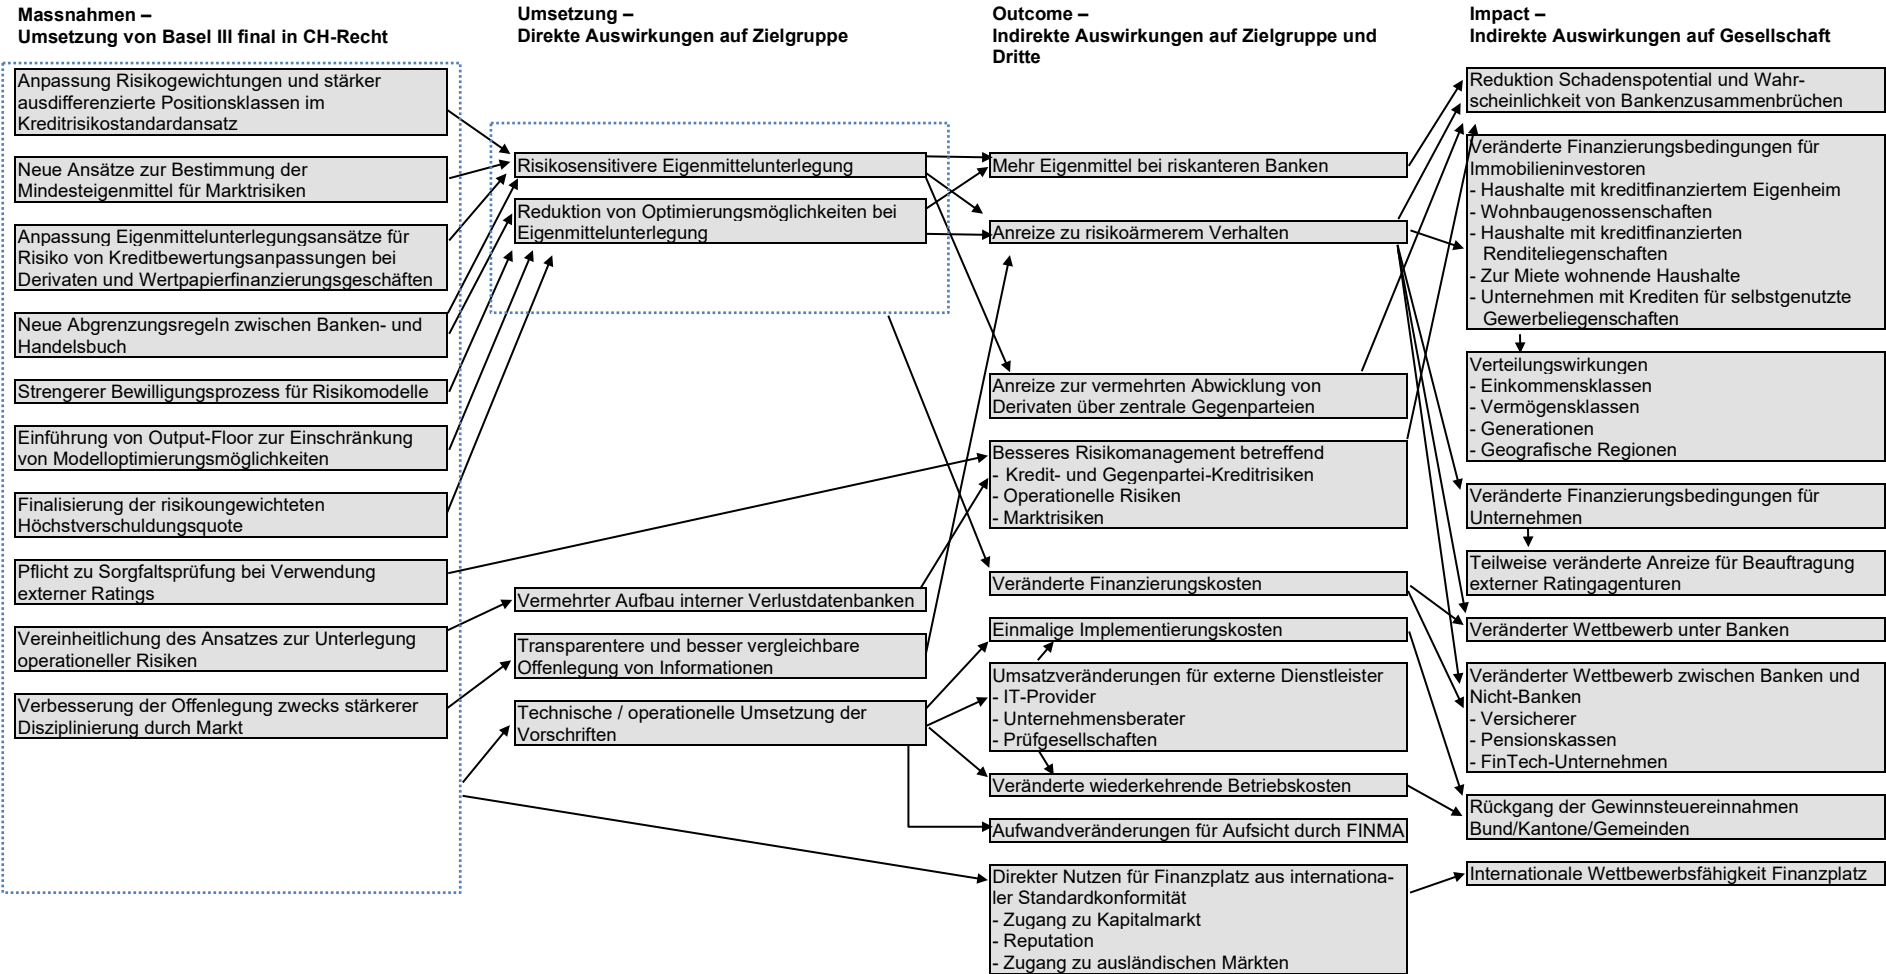 Massnahmen –
Umsetzung von Basel III final in CH-Recht
Anpassung Risikogewichtungen und stärker
ausdifferenzierte Positionsklassen im
Kreditrisikostandardansatz
Neue Ansätze zur Bestimmung der
Mindesteigenmittel für Marktrisiken
Anpassung Eigenmittelunterlegungsansätze für
Risiko von Kreditbewertungsanpassungen bei
Derivaten und Wertpapierfinanzierungsgeschäften
Neue Abgrenzungsregeln zwischen Banken- und
Handelsbuch
Strengerer Bewilligungsprozess für Risikomodelle
Einführung von Output-Floor zur Einschränkung
von Modelloptimierungsmöglichkeiten
Finalisierung der risikoungewichteten
Höchstverschuldungsquote
Pflicht zu Sorgfaltsprüfung bei Verwendung
externer Ratings
Vereinheitlichung des Ansatzes zur Unterlegung
operationeller Risiken
Verbesserung der Offenlegung zwecks stärkerer
Disziplinierung durch Markt
Umsetzung –
Direkte Auswirkungen auf Zielgruppe
Risikosensitivere Eigenmittelunterlegung
Reduktion von Optimierungsmöglichkeiten bei
Eigenmittelunterlegung
Vermehrter Aufbau interner Verlustdatenbanken
Transparentere und besser vergleichbare
Offenlegung von Informationen
Technische / operationelle Umsetzung der
Vorschriften
Outcome –
Indirekte Auswirkungen auf Zielgruppe und
Dritte
Mehr Eigenmittel bei riskanteren Banken
Anreize zu risikoärmerem Verhalten
Anreize zur vermehrten Abwicklung von
Derivaten über zentrale Gegenparteien
Besseres Risikomanagement betreffend
- Kredit- und Gegenpartei-Kreditrisiken
- Operationelle Risiken
- Marktrisiken
Veränderte Finanzierungskosten
Einmalige Implementierungskosten
Umsatzveränderungen für externe Dienstleister
- IT-Provider
- Unternehmensberater
- Prüfgesellschaften
Veränderte wiederkehrende Betriebskosten
Aufwandveränderungen für Aufsicht durch FINMA
Direkter Nutzen für Finanzplatz aus internationa-
ler Standardkonformität
- Zugang zu Kapitalmarkt
- Reputation
- Zugang zu ausländischen Märkten
Impact –
Indirekte Auswirkungen auf Gesellschaft
Reduktion Schadenspotential und Wahr-
scheinlichkeit von Bankenzusammenbrüchen
Veränderte Finanzierungsbedingungen für
Immobilieninvestoren
- Haushalte mit kreditfinanziertem Eigenheim
- Wohnbaugenossenschaften
- Haushalte mit kreditfinanzierten
Renditeliegenschaften
- Zur Miete wohnende Haushalte
- Unternehmen mit Krediten für selbstgenutzte
Gewerbeliegenschaften
Verteilungswirkungen
- Einkommensklassen
- Vermögensklassen
- Generationen
- Geografische Regionen
Veränderte Finanzierungsbedingungen für
Unternehmen
Teilweise veränderte Anreize für Beauftragung
externer Ratingagenturen
Veränderter Wettbewerb unter Banken
Veränderter Wettbewerb zwischen Banken und
Nicht-Banken
- Versicherer
- Pensionskassen
- FinTech-Unternehmen
Rückgang der Gewinnsteuereinnahmen
Bund/Kantone/Gemeinden
Internationale Wettbewerbsfähigkeit Finanzplatz